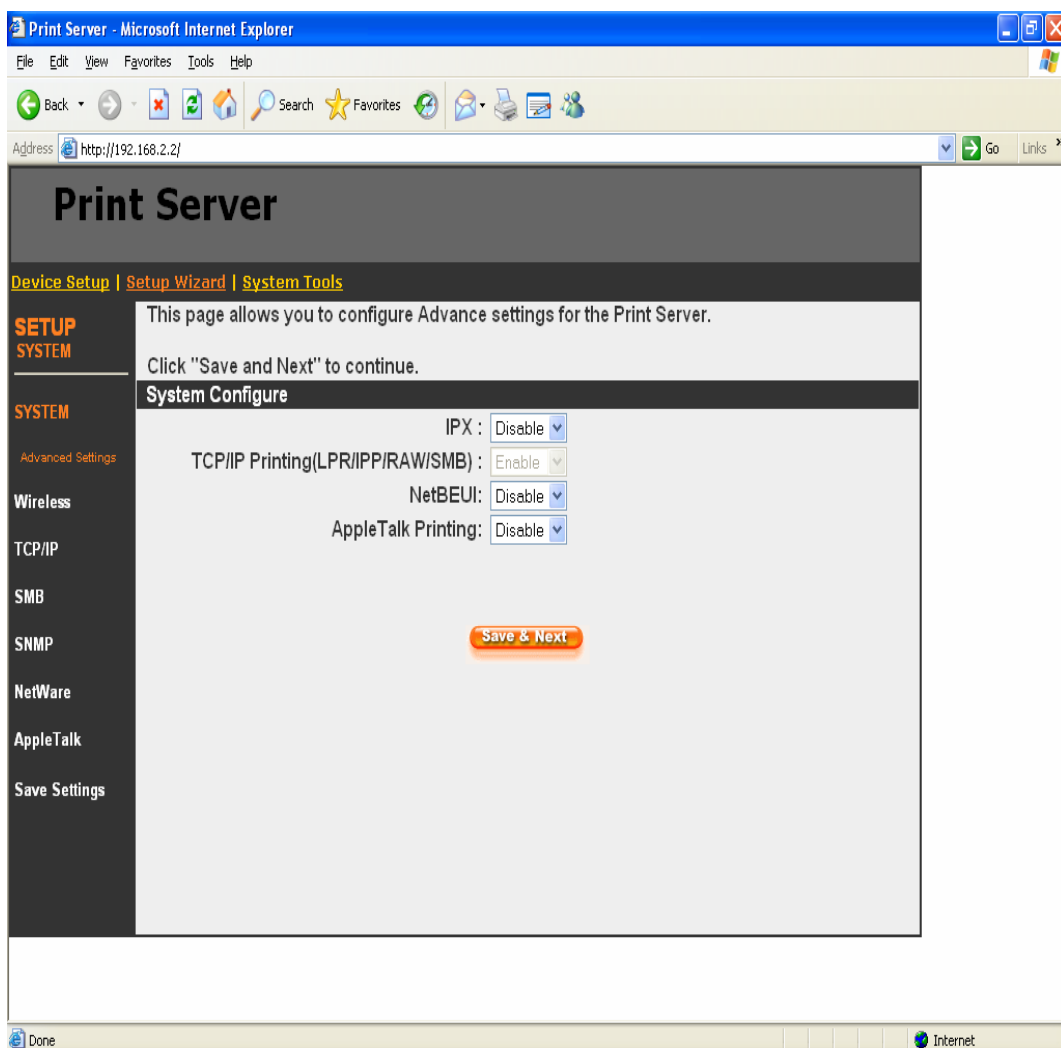 Print Server - Microsoft Internet Explorer
File Edit View Favorites Tools Help
Back Search Favorites
Address http://192.168.2.2/ Go Links
Print Server
Device Setup | Setup Wizard | System Tools
SETUP
SYSTEM
SYSTEM
Advanced Settings
Wireless
TCP/IP
SMB
SNMP
NetWare
AppleTalk
Save Settings
This page allows you to configure Advance settings for the Print Server.
Click "Save and Next" to continue.
System Configure
IPX : Disable
TCP/IP Printing(LPR/IPP/RAW/SMB) : Enable
NetBEUI: Disable
AppleTalk Printing: Disable
Save & Next
Done Internet